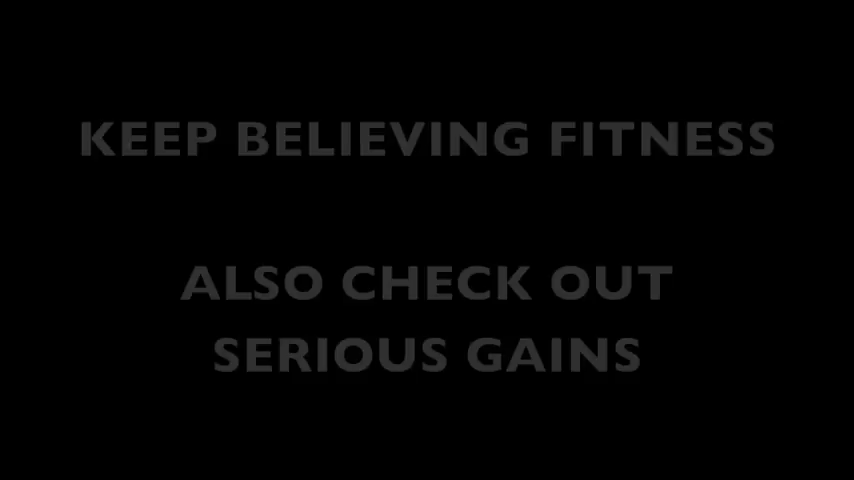 KEEP BELIEVING FITNESS
ALSO CHECK OUT
SERIOUS GAINS